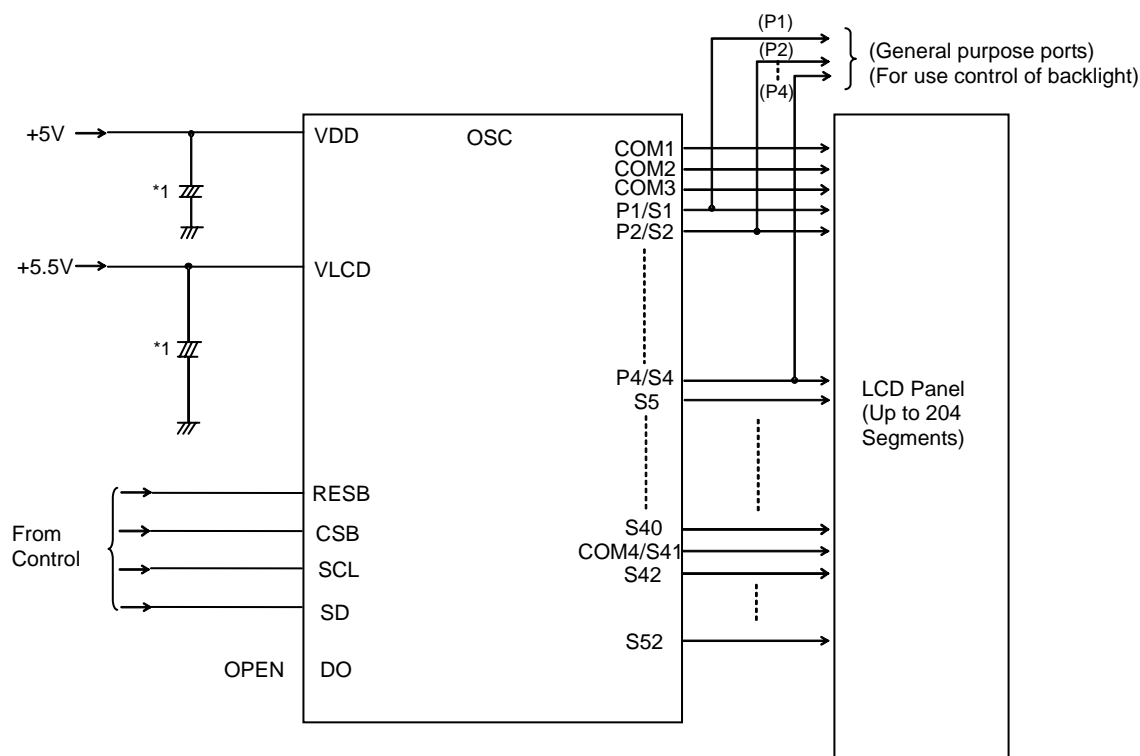 (P1)
(P2)
(P4)
(General purpose ports)
(For use control of backlight)
+5V
VDD
OSC
COM1
COM2
COM3
P1/S1
P2/S2
*1
+5.5V
VLCD
*1
P4/S4
S5
LCD Panel
(Up to 204
Segments)
RESB
From
Control
CSB
SCL
SD
S40
COM4/S41
S42
S52
OPEN
DO